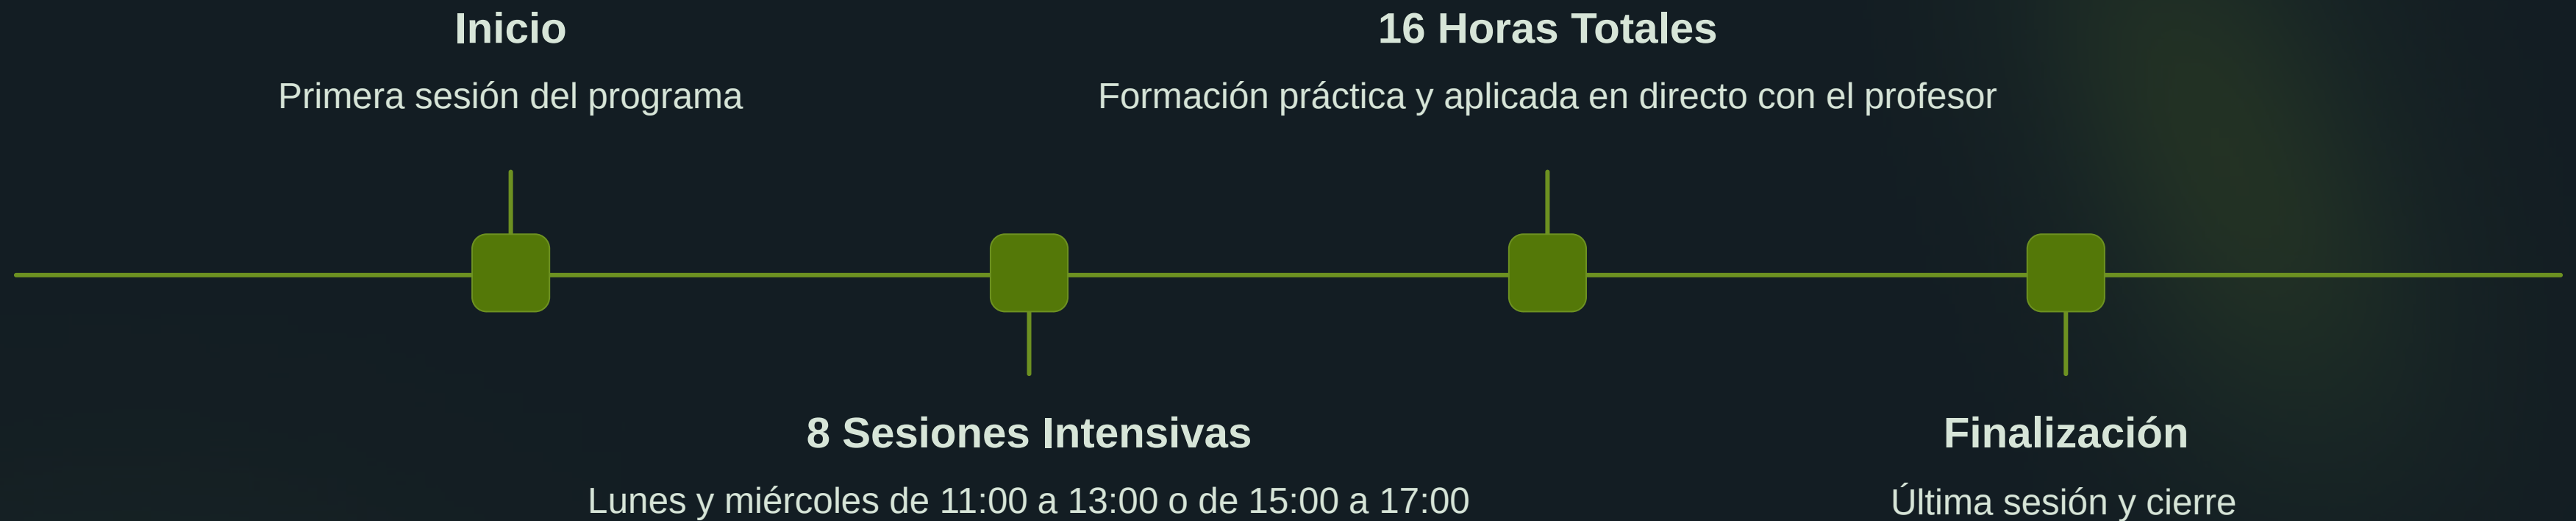 Inicio
Primera sesión del programa
16 Horas Totales
Formación práctica y aplicada en directo con el profesor
8 Sesiones Intensivas
Lunes y miércoles de 11:00 a 13:00 o de 15:00 a 17:00
Finalización
Última sesión y cierre